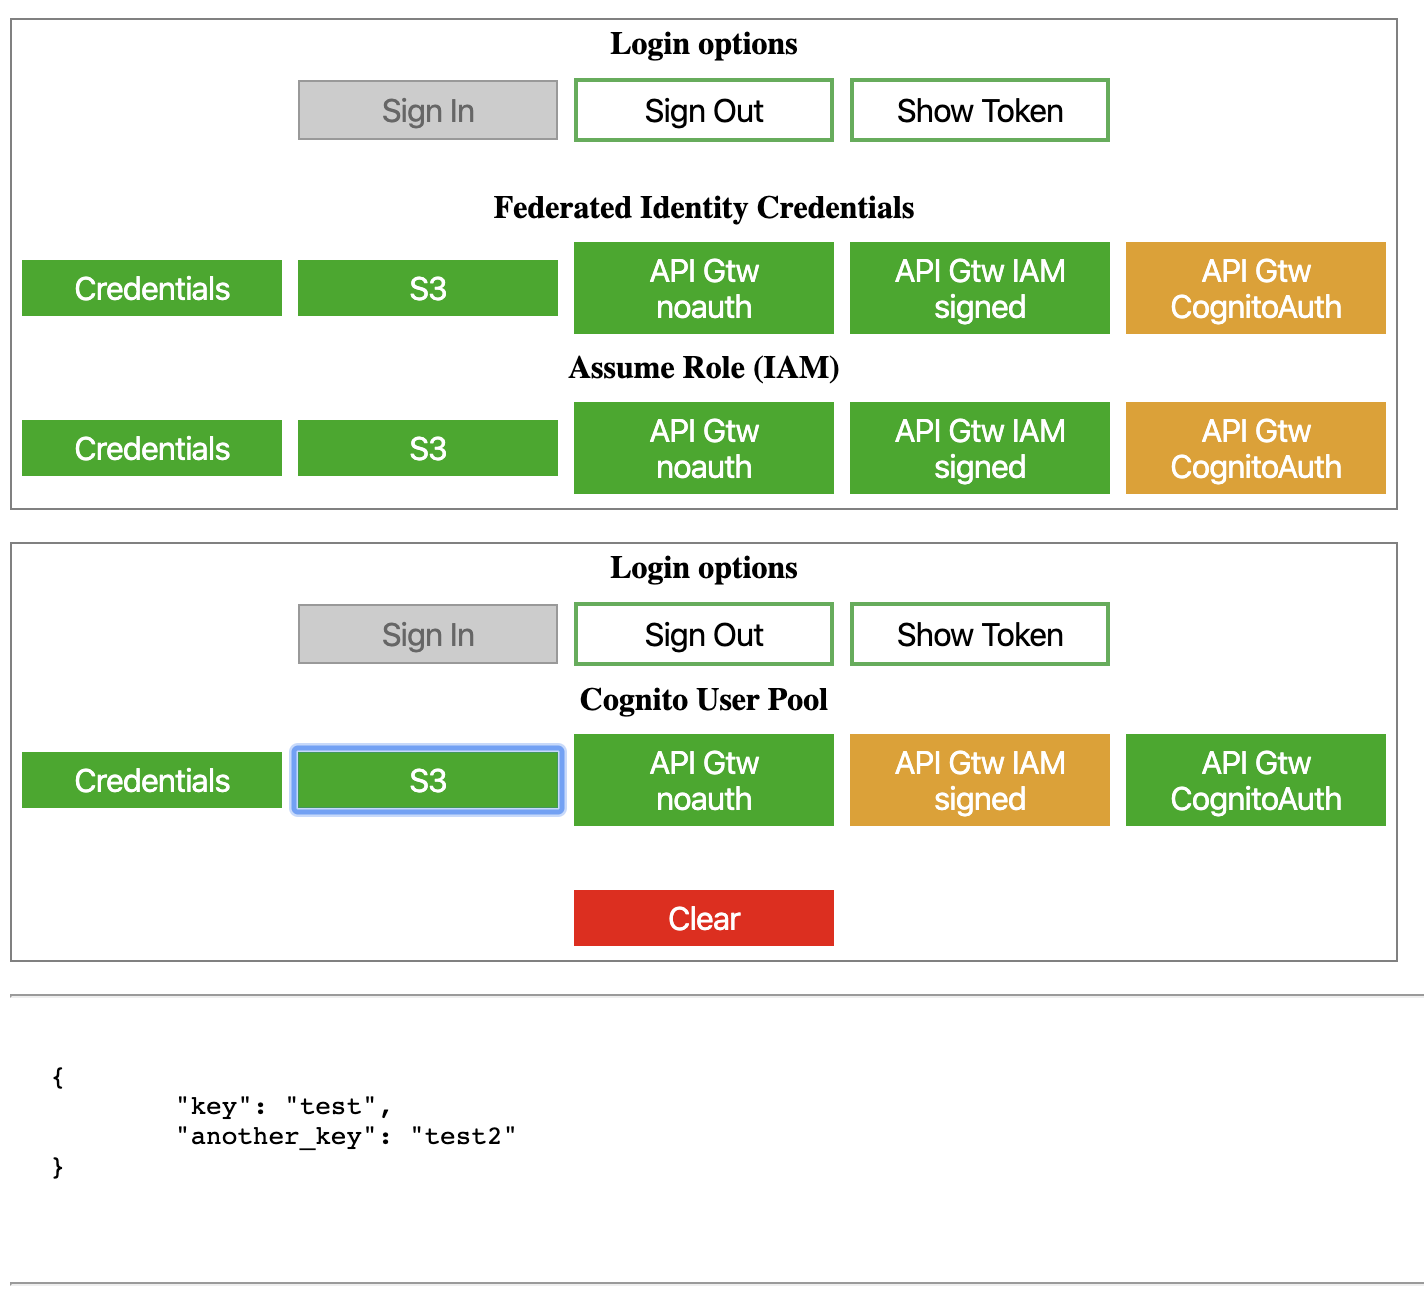 Login options
Sign In Sign Out Show Token
Federated Identity Credentials
Credentials S3 API Gtw noauth API Gtw IAM signed API Gtw CognitoAuth
Assume Role (IAM)
Credentials S3 API Gtw noauth API Gtw IAM signed API Gtw CognitoAuth
Login options
Sign In Sign Out Show Token
Cognito User Pool
Credentials S3 API Gtw noauth API Gtw IAM signed API Gtw CognitoAuth
Clear
{
"key": "test",
"another_key": "test2"
}